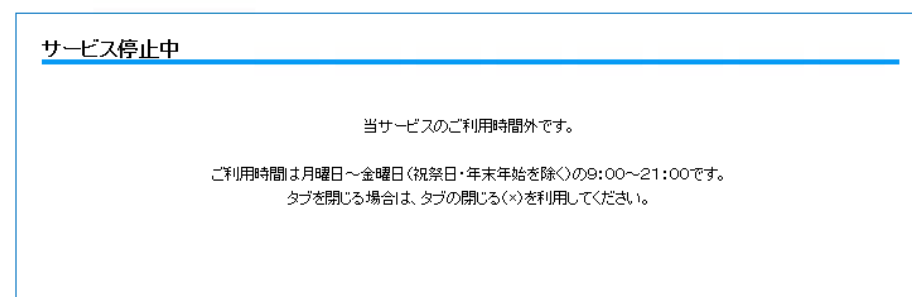 サービス停止中
当サービスのご利用時間外です。
ご利用時間は月曜日～金曜日(祝祭日・年末年始を除く)の9:00～21:00です。
タブを閉じる場合は、タブの閉じる(×)を利用してください。